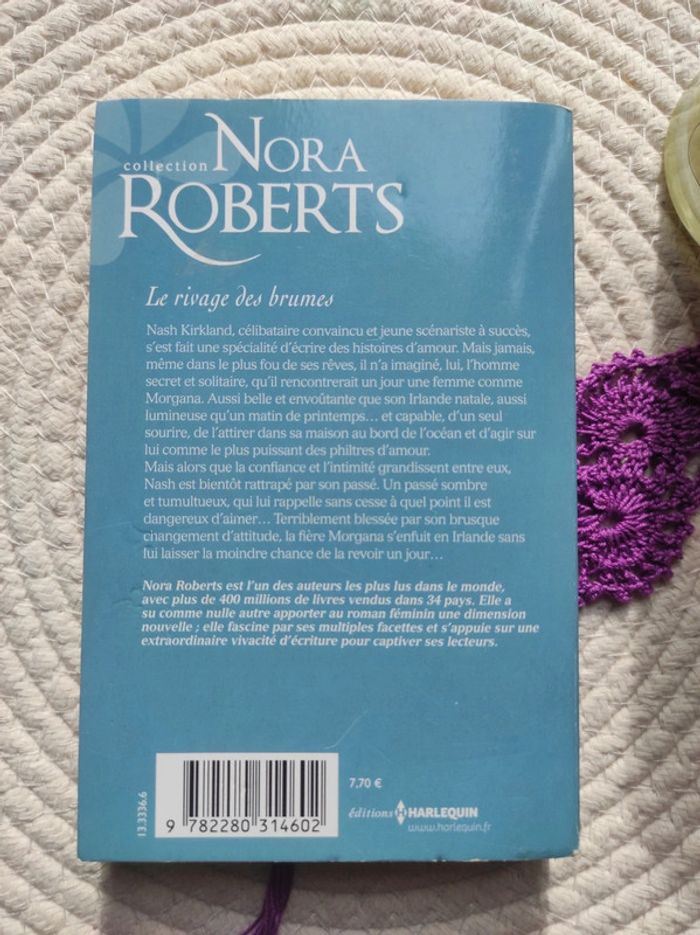 collection NORA
ROBERTS
Le rivage des brumes
Nash Kirkland, célibataire convaincu et jeune scénariste à succès,
s'est fait une spécialité d'écrire des histoires d'amour. Mais jamais,
même dans le plus fou de ses rêves, il n'a imaginé, lui, l'homme
secret et solitaire, qu'il rencontrerait un jour une femme comme
Morgana. Aussi belle et envoûtante que son Irlande natale, aussi
lumineuse qu'un matin de printemps… et capable, d'un seul
sourire, de l'attirer dans sa maison au bord de l'océan et d'agir sur
lui comme le plus puissant des philtres d'amour.
Mais alors que la confiance et l'intimité grandissent entre eux,
Nash est bientôt rattrapé par son passé. Un passé sombre
et tumultueux, qui lui rappelle sans cesse à quel point il est
dangereux d'aimer… Terriblement blessée par son brusque
changement d'attitude, la fière Morgana s'enfuit en Irlande sans
lui laisser la moindre chance de la revoir un jour…
Nora Roberts est l'un des auteurs les plus lus dans le monde,
avec plus de 400 millions de livres vendus dans 34 pays. Elle a
su comme nulle autre apporter au roman féminin une dimension
nouvelle ; elle fascine par ses multiples facettes et s'appuie sur une
extraordinaire vivacité d'écriture pour captiver ses lecteurs.
13.3336.6
9 782280 314602
7,70 €
éditions HARLEQUIN
www.harlequin.fr